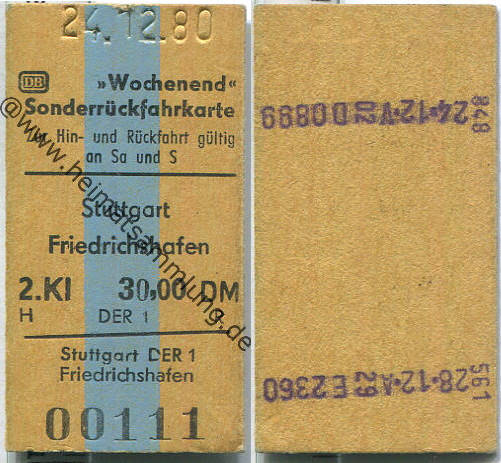 24.12.80
DB »Wochenend«
Sonderrückfahrkarte
Zur Hin- und Rückfahrt gültig
an Sa und S
Stuttgart
Friedrichshafen
2.Kl 30,00 DM
H DER 1
Stuttgart DER 1
Friedrichshafen
00111
@www.heimatsammlung.de
848
24·12·V D0899
561
28·12·A E2360